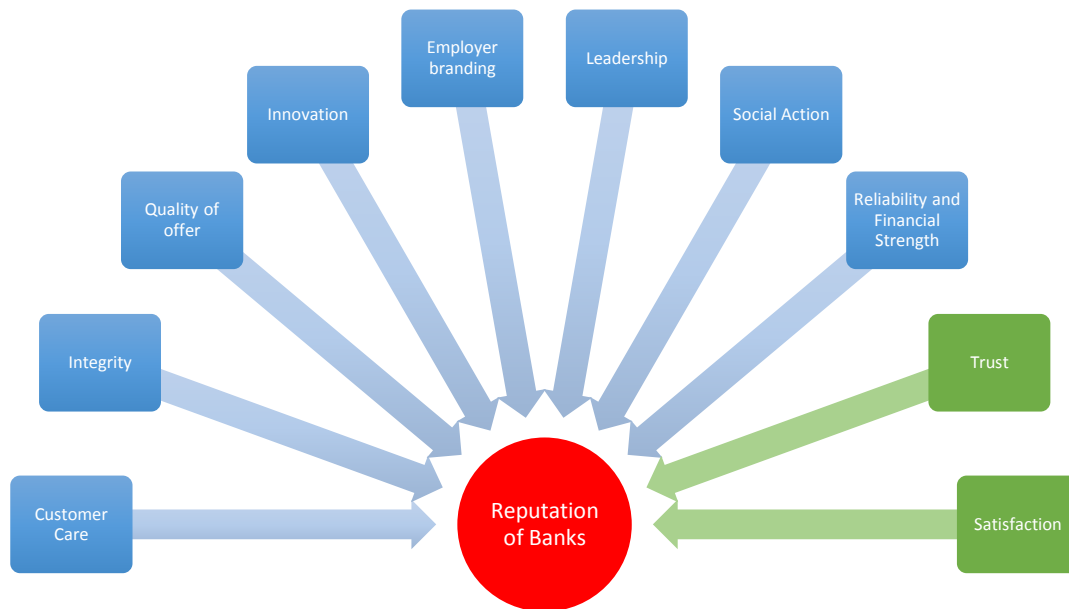 Employer
branding
Leadership
Innovation
Social Action
Quality of
offer
Reliability and
Financial
Strength
Integrity
Trust
Customer
Care
Reputation
of Banks
Satisfaction